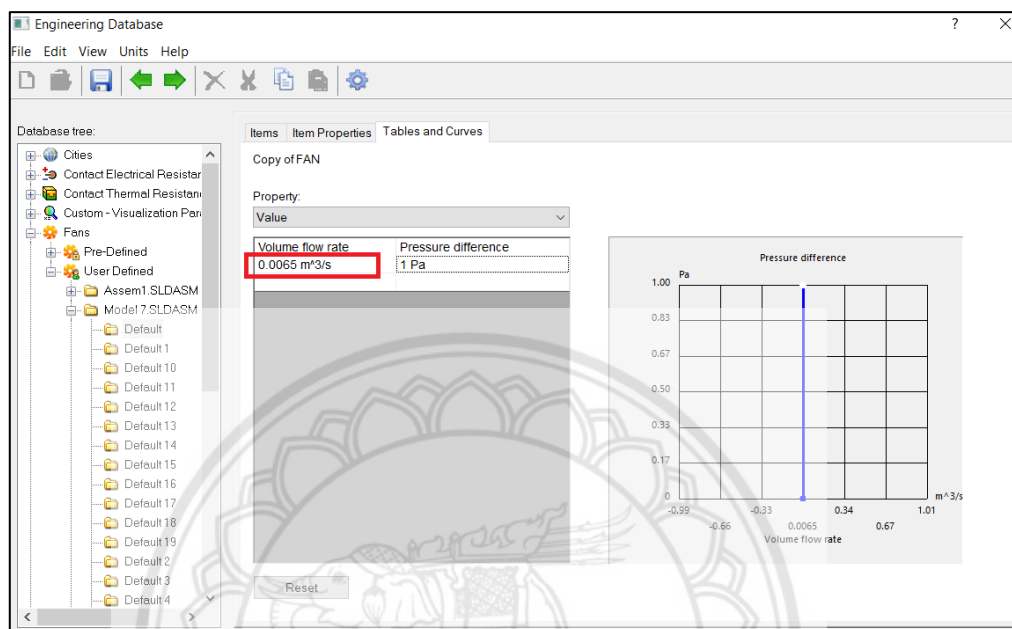 Engineering Database
?
File Edit View Units Help
Database tree:
Cities
Contact Electrical Resistar
Contact Thermal Resistan
Custom - Visualization Par
Fans
Pre-Defined
User Defined
Assem1.SLDASM
Model 7.SLDASM
Default
Default 1
Default 10
Default 11
Default 12
Default 13
Default 14
Default 15
Default 16
Default 17
Default 18
Default 19
Default 2
Default 3
Default 4
Items Item Properties Tables and Curves
Copy of FAN
Property:
Value
Volume flow rate Pressure difference
0.0065 m^3/s 1 Pa
Reset
Pressure difference
Pa
1.00
0.83
0.67
0.50
0.33
0.17
0
m^3/s
-0.99 -0.33 0.34 1.01
-0.66 0.0065 0.67
Volume flow rate